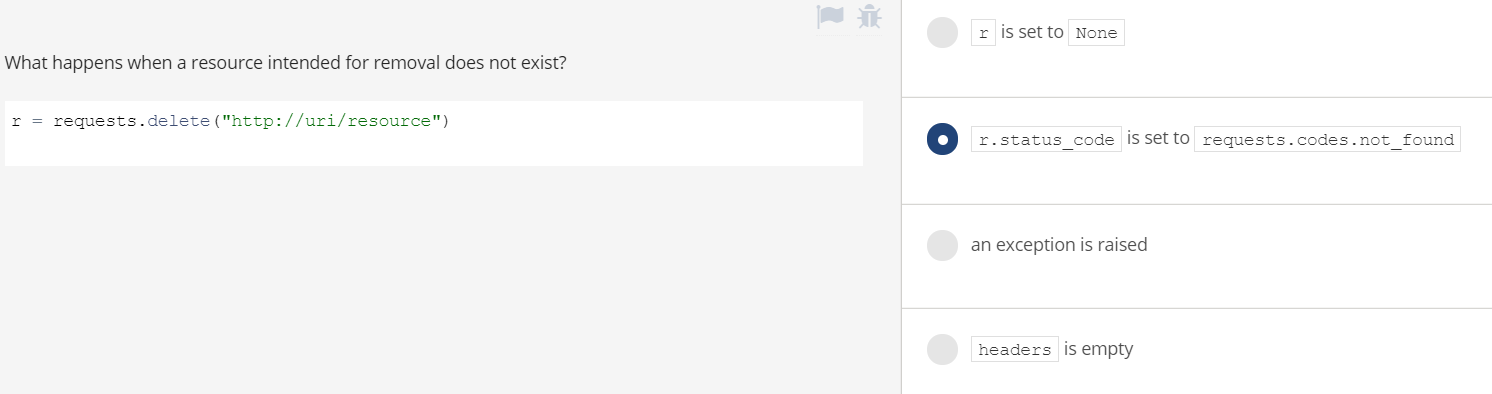 What happens when a resource intended for removal does not exist?
r = requests.delete("http://uri/resource")
r is set to None
r.status_code is set to requests.codes.not_found
an exception is raised
headers is empty